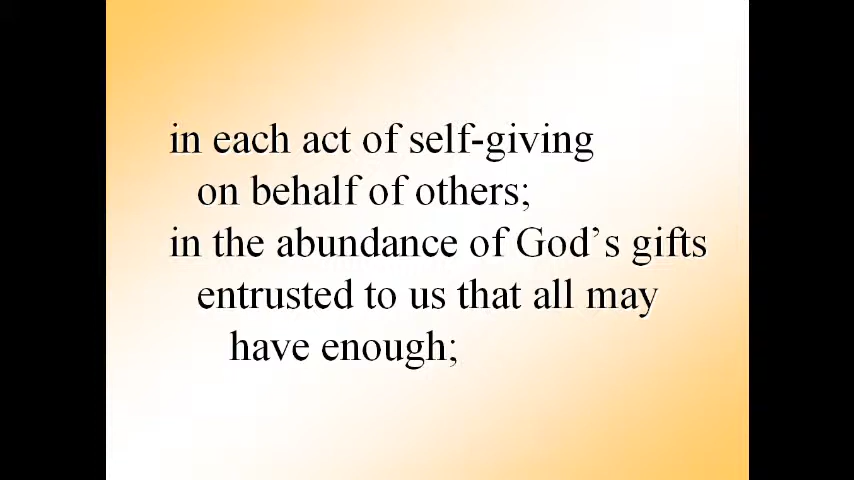 in each act of self-giving
on behalf of others;
in the abundance of God’s gifts
entrusted to us that all may
have enough;